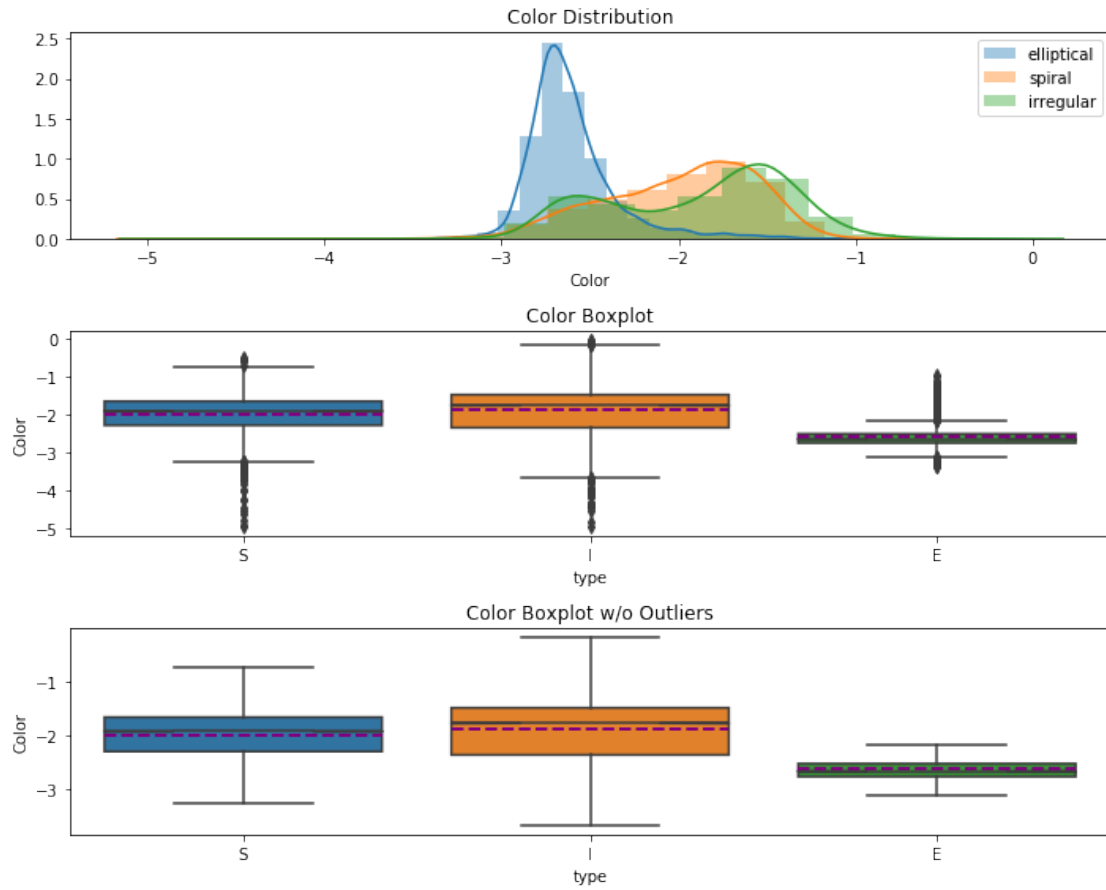 Color Distribution
2.5
2.0
1.5
1.0
0.5
0.0
elliptical
spiral
irregular
−5 −4 −3 −2 −1 0
Color
Color Boxplot
Color
0
−1
−2
−3
−4
−5
S I E
type
Color Boxplot w/o Outliers
Color
−1
−2
−3
S I E
type